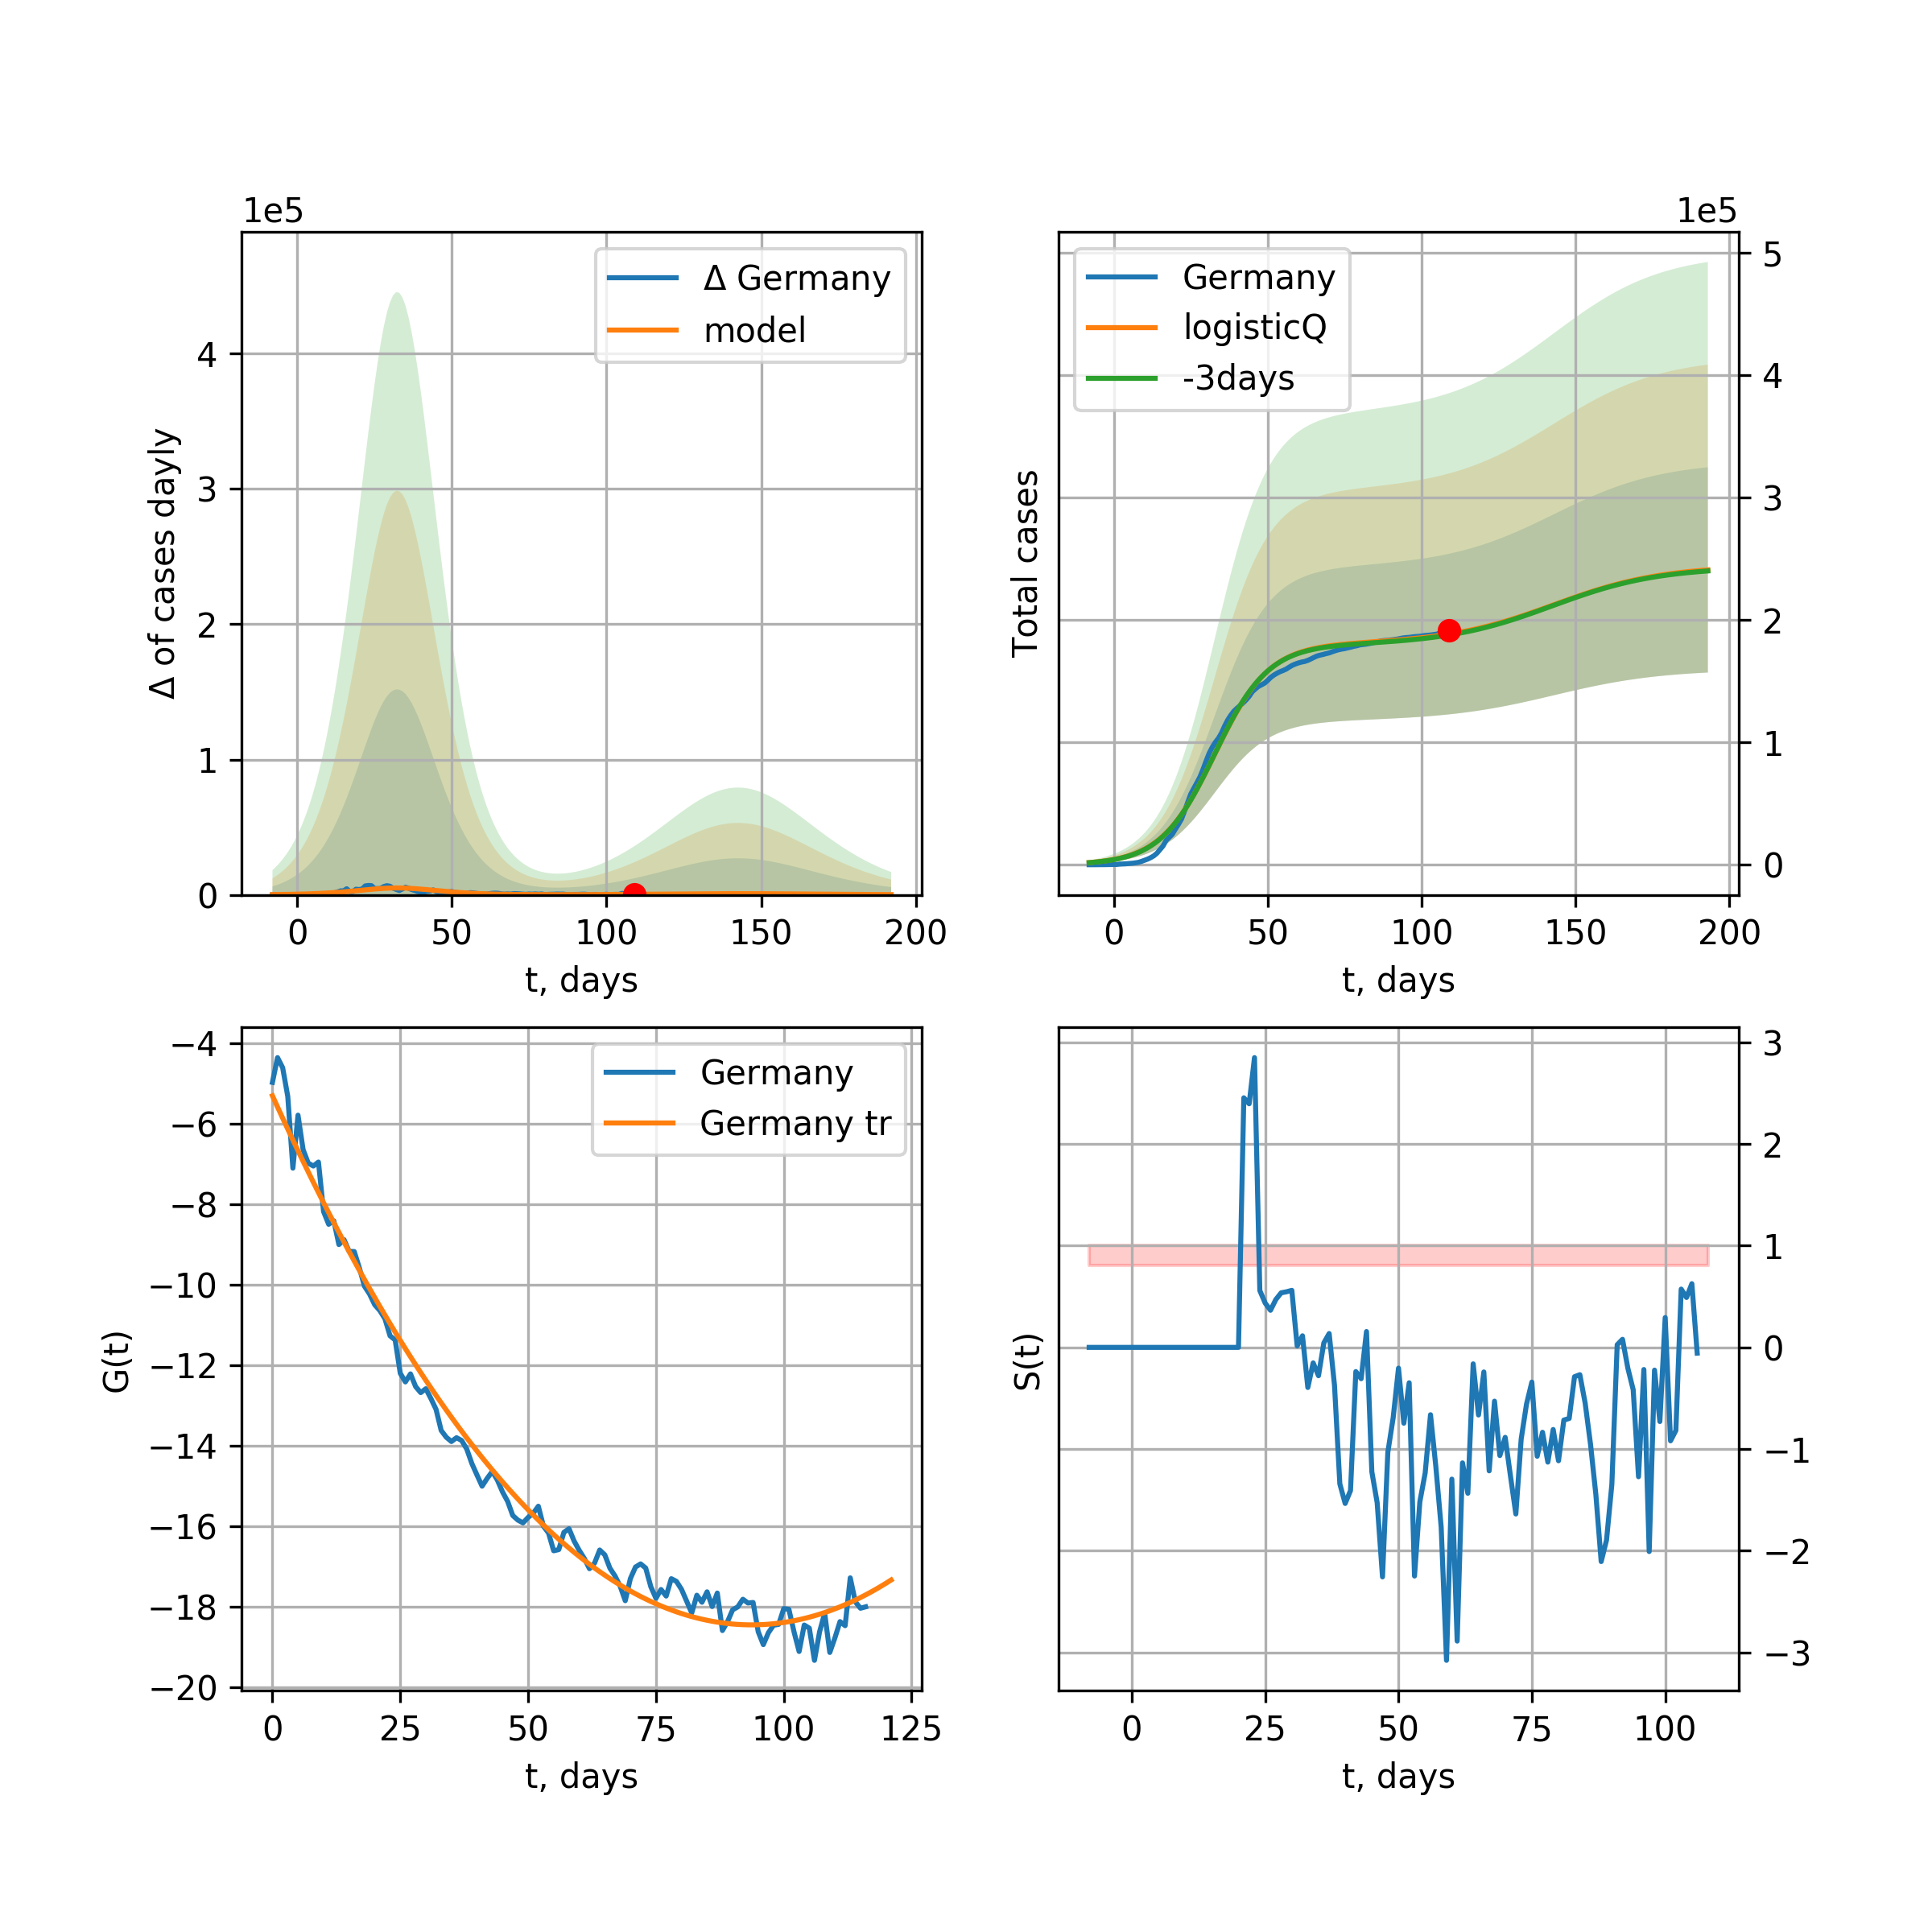 1e5
Δ of cases dayly
4
3
2
1
0
Δ Germany
model
0 50 100 150 200
t, days
1e5
Total cases
Germany
logisticQ
-3days
5
4
3
2
1
0
0 50 100 150 200
t, days
G(t)
−4
−6
−8
−10
−12
−14
−16
−18
−20
Germany
Germany tr
0 25 50 75 100 125
t, days
S(t)
3
2
1
0
−1
−2
−3
0 25 50 75 100
t, days